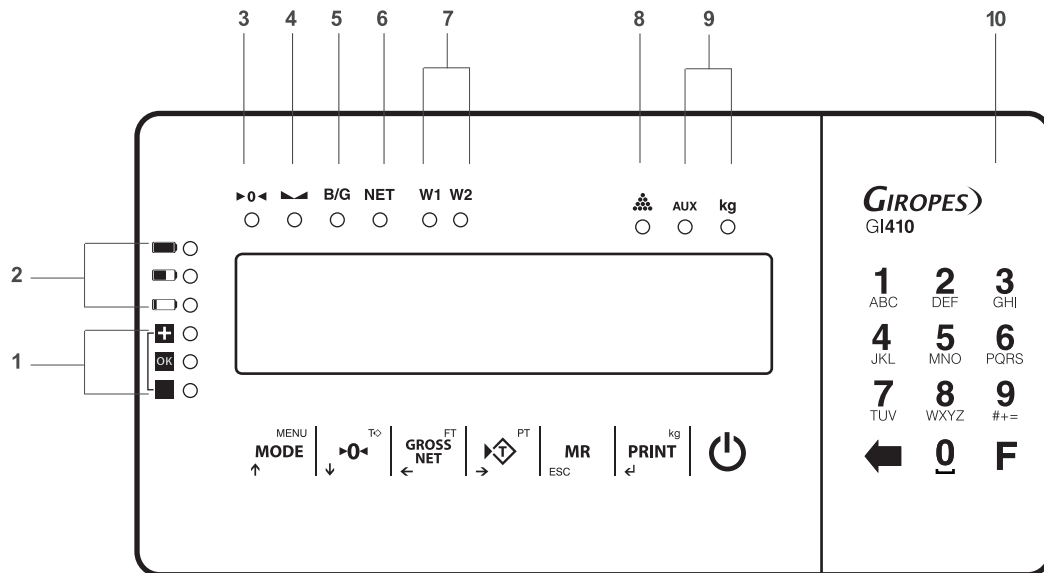 3 4 5 6 7 8 9 10
►0◄ B/G NET W1 W2 AUX kg
GIROPES
GI410
2
1
+
OK
1 2 3
ABC DEF GHI
4 5 6
JKL MNO PQRS
7 8 9
TUV WXYZ #+=
0 F
MENU T FT PT kg
MODE ►0◄ GROSS NET T MR PRINT
ESC